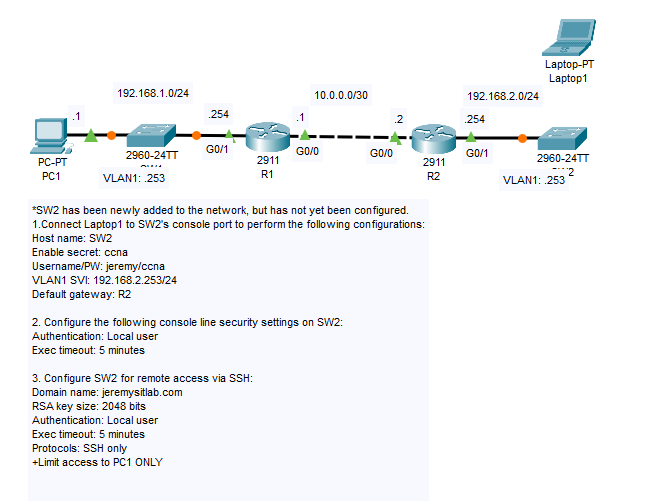 Laptop-PT
Laptop1
192.168.1.0/24
10.0.0.0/30
192.168.2.0/24
.1
.254
.1
.2
.254
G0/1
G0/0
G0/0
G0/1
PC-PT
PC1
2960-24TT
VLAN1: .253
2911
R1
2911
R2
2960-24TT
VLAN1: .253
*SW2 has been newly added to the network, but has not yet been configured.
1.Connect Laptop1 to SW2's console port to perform the following configurations:
Host name: SW2
Enable secret: ccna
Username/PW: jeremy/ccna
VLAN1 SVI: 192.168.2.253/24
Default gateway: R2
2. Configure the following console line security settings on SW2:
Authentication: Local user
Exec timeout: 5 minutes
3. Configure SW2 for remote access via SSH:
Domain name: jeremysitlab.com
RSA key size: 2048 bits
Authentication: Local user
Exec timeout: 5 minutes
Protocols: SSH only
+Limit access to PC1 ONLY